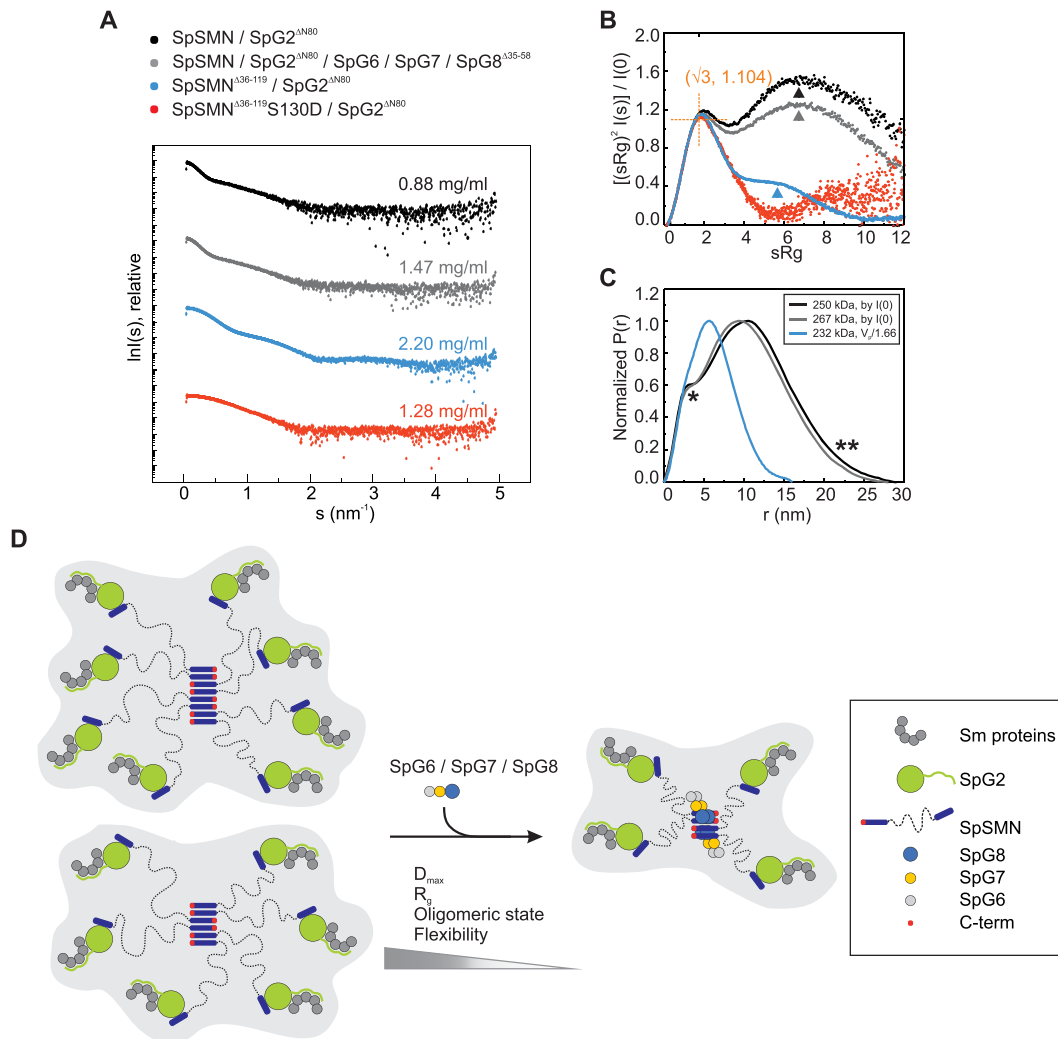 A
SpSMN / SpG2ΔN80
SpSMN / SpG2ΔN80 / SpG6 / SpG7 / SpG8Δ35-58
SpSMNΔ36-119 / SpG2ΔN80
SpSMNΔ36-119S130D / SpG2ΔN80
lnI(s), relative
0.88 mg/ml
1.47 mg/ml
2.20 mg/ml
1.28 mg/ml
0 1 2 3 4 5
s (nm-1)
B
[(sRg)2 I(s)] / I(0)
2.0
1.6
1.2
0.8
0.4
0.0
(√3, 1.104)
0 2 4 6 8 10 12
sRg
C
Normalized P(r)
1.2
1.0
0.8
0.6
0.4
0.2
0.0
250 kDa, by I(0)
267 kDa, by I(0)
232 kDa, Vp/1.66
*
**
0 5 10 15 20 25 30
r (nm)
D
SpG6 / SpG7 / SpG8
Dmax
Rg
Oligomeric state
Flexibility
Sm proteins
SpG2
SpSMN
SpG8
SpG7
SpG6
C-term